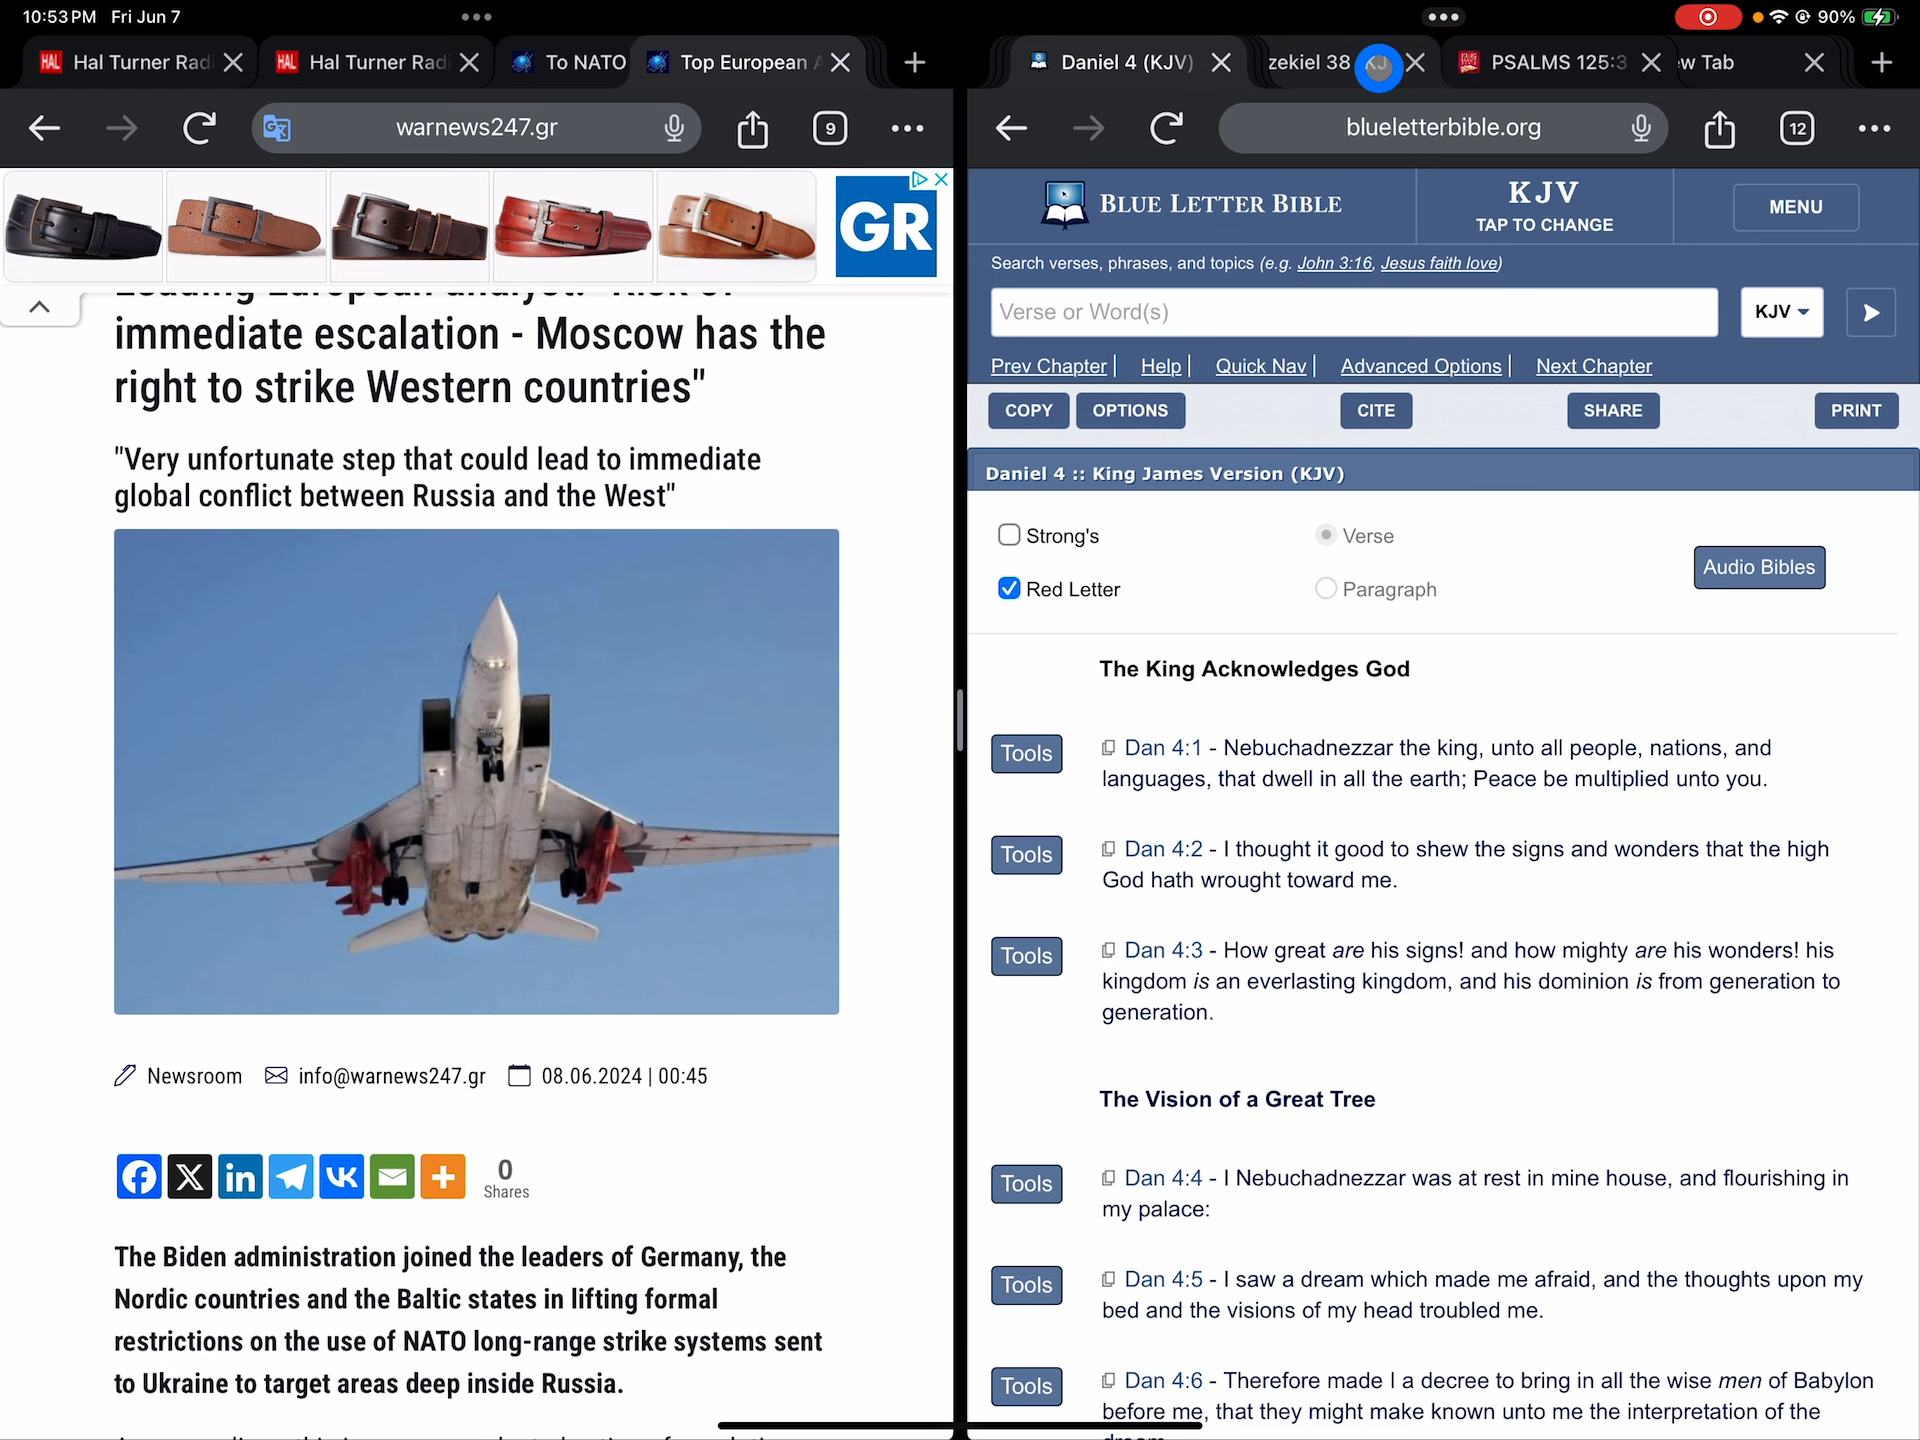 10:53 PM Fri Jun 7
90%
Hal Turner Radi
Hal Turner Radi
To NATO
Top European A
warnews247.gr
9
GR
immediate escalation - Moscow has the
right to strike Western countries"
"Very unfortunate step that could lead to immediate
global conflict between Russia and the West"
Newsroom info@warnews247.gr 08.06.2024 | 00:45
0
Shares
The Biden administration joined the leaders of Germany, the
Nordic countries and the Baltic states in lifting formal
restrictions on the use of NATO long-range strike systems sent
to Ukraine to target areas deep inside Russia.
Daniel 4 (KJV)
zekiel 38
PSALMS 125:3
w Tab
blueletterbible.org
12
BLUE LETTER BIBLE
KJV
TAP TO CHANGE
MENU
Search verses, phrases, and topics (e.g. John 3:16, Jesus faith love)
Verse or Word(s)
KJV
Prev Chapter | Help | Quick Nav | Advanced Options | Next Chapter
COPY OPTIONS CITE SHARE PRINT
Daniel 4 :: King James Version (KJV)
Strong's
Verse
Red Letter
Paragraph
Audio Bibles
The King Acknowledges God
Tools
Dan 4:1 - Nebuchadnezzar the king, unto all people, nations, and
languages, that dwell in all the earth; Peace be multiplied unto you.
Tools
Dan 4:2 - I thought it good to shew the signs and wonders that the high
God hath wrought toward me.
Tools
Dan 4:3 - How great are his signs! and how mighty are his wonders! his
kingdom is an everlasting kingdom, and his dominion is from generation to
generation.
The Vision of a Great Tree
Tools
Dan 4:4 - I Nebuchadnezzar was at rest in mine house, and flourishing in
my palace:
Tools
Dan 4:5 - I saw a dream which made me afraid, and the thoughts upon my
bed and the visions of my head troubled me.
Tools
Dan 4:6 - Therefore made I a decree to bring in all the wise men of Babylon
before me, that they might make known unto me the interpretation of the